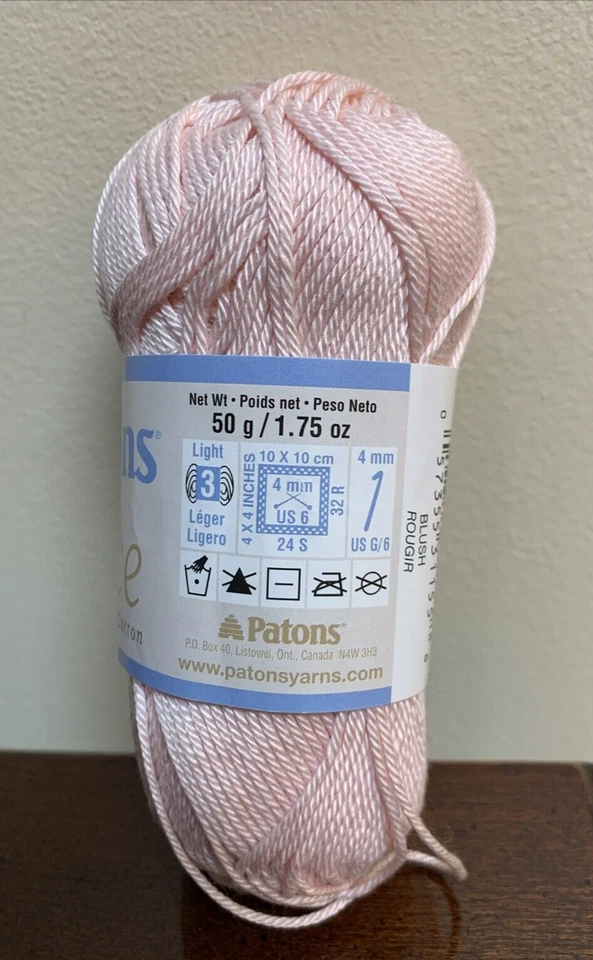 ns®
e
Net Wt • Poids net • Peso Neto
50 g / 1.75 oz
Light
3
Léger
Ligero
4 X 4 INCHES
10 X 10 cm
4 mm
US 6
32 R
24 S
4 mm
US G/6
Patons®
P.O. Box 40, Listowel, Ont., Canada N4W 3H3
www.patonsyarns.com
BLUSH
ROUGIR